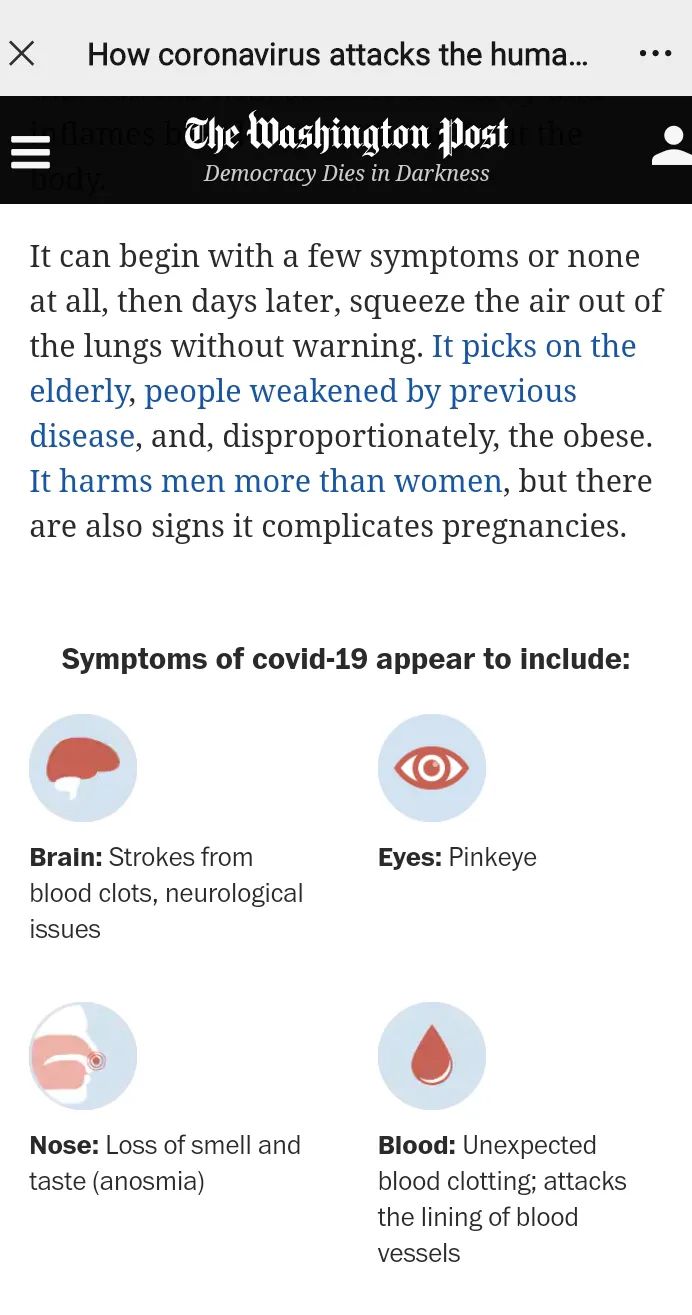 How coronavirus attacks the huma...
inflames b
The Washington Post
t the
body.
Democracy Dies in Darkness
It can begin with a few symptoms or none
at all, then days later, squeeze the air out of
the lungs without warning. It picks on the
elderly, people weakened by previous
disease, and, disproportionately, the obese.
It harms men more than women, but there
are also signs it complicates pregnancies.
Symptoms of covid-19 appear to include:
Brain: Strokes from
blood clots, neurological
issues
Eyes: Pinkeye
Nose: Loss of smell and
taste (anosmia)
Blood: Unexpected
blood clotting; attacks
the lining of blood
vessels